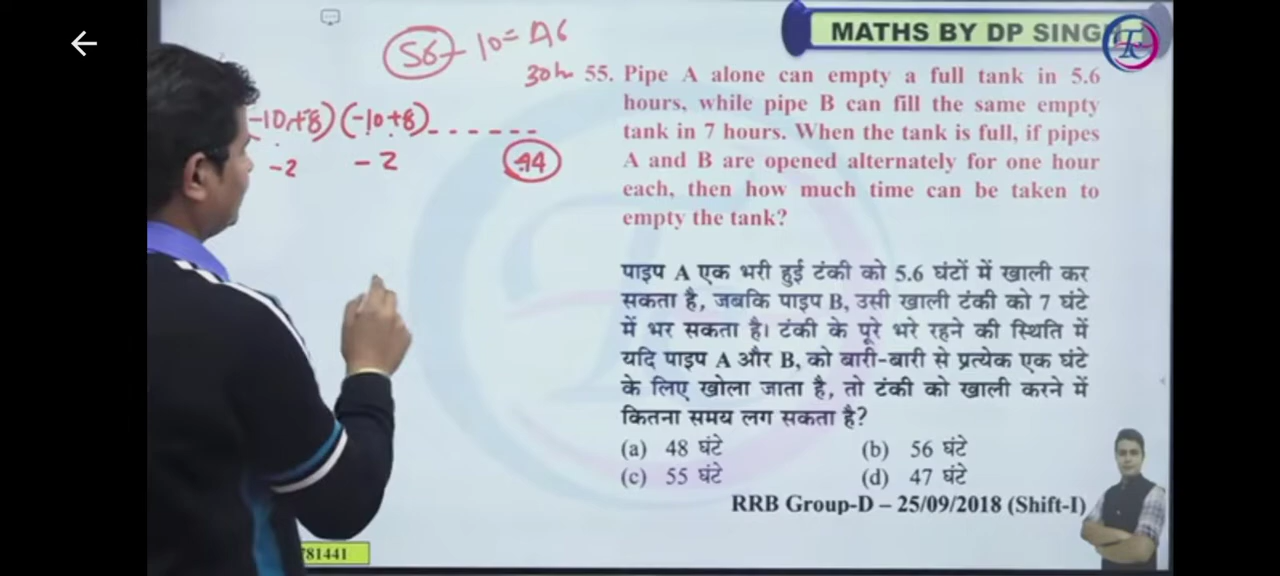 MATHS BY DP SING
56 - 10 = 46
30h
55. Pipe A alone can empty a full tank in 5.6
hours, while pipe B can fill the same empty
tank in 7 hours. When the tank is full, if pipes
A and B are opened alternately for one hour
each, then how much time can be taken to
empty the tank?
(-10+8) (-10+8)------
-2 -2 44
पाइप A एक भरी हुई टंकी को 5.6 घंटों में खाली कर
सकता है, जबकि पाइप B, उसी खाली टंकी को 7 घंटे
में भर सकता है। टंकी के पूरे भरे रहने की स्थिति में
यदि पाइप A और B, को बारी-बारी से प्रत्येक एक घंटे
के लिए खोला जाता है, तो टंकी को खाली करने में
कितना समय लग सकता है?
(a) 48 घंटे (b) 56 घंटे
(c) 55 घंटे (d) 47 घंटे
RRB Group-D – 25/09/2018 (Shift-I)
781441